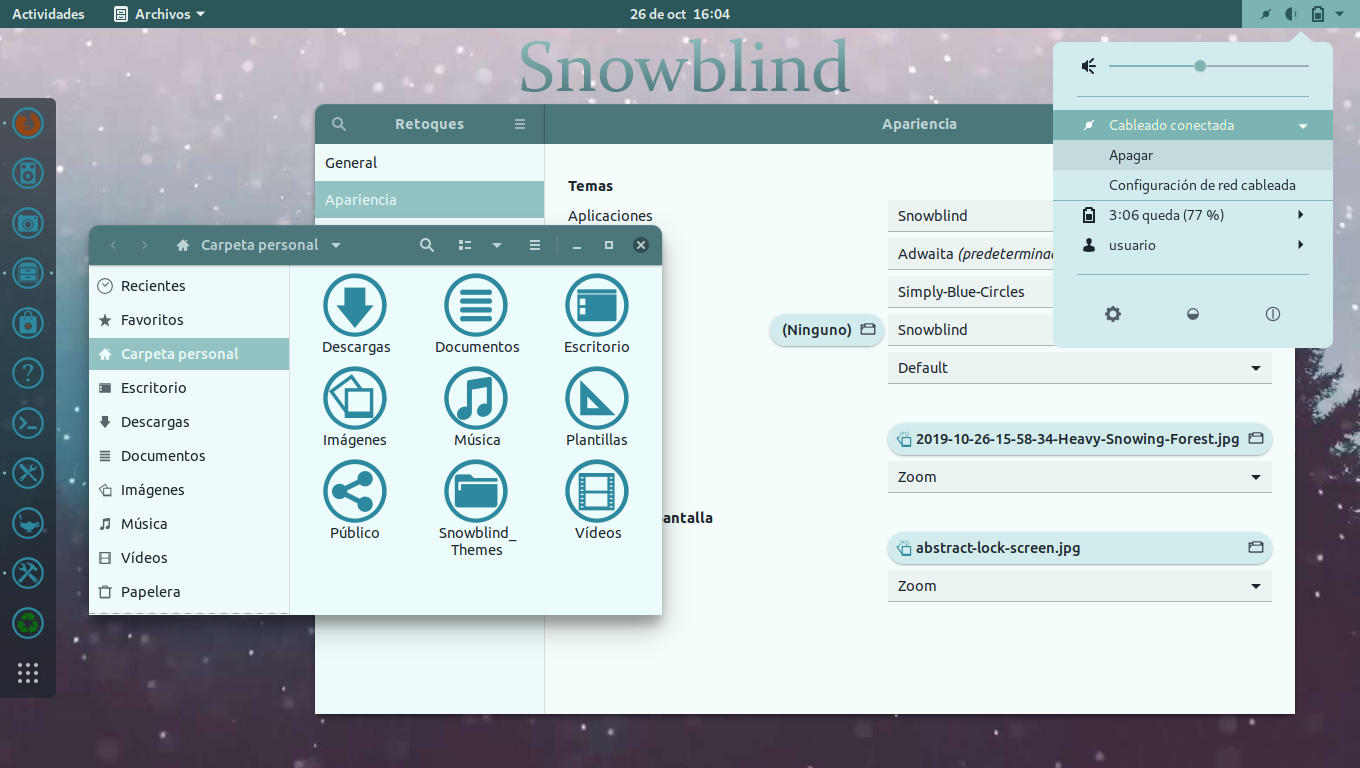 Actividades
Archivos
26 de oct 16:04
Snowblind
Retoques
Apariencia
General
Apariencia
Temas
Aplicaciones
Snowblind
Adwaita (predeterminad
Simply-Blue-Circles
(Ninguno)
Snowblind
Default
2019-10-26-15-58-34-Heavy-Snowing-Forest.jpg
Zoom
antalla
abstract-lock-screen.jpg
Zoom
Carpeta personal
Recientes
Favoritos
Carpeta personal
Escritorio
Descargas
Documentos
Imágenes
Música
Vídeos
Papelera
Descargas
Documentos
Escritorio
Imágenes
Música
Plantillas
Público
Snowblind_
Themes
Vídeos
Cableado conectada
Apagar
Configuración de red cableada
3:06 queda (77 %)
usuario